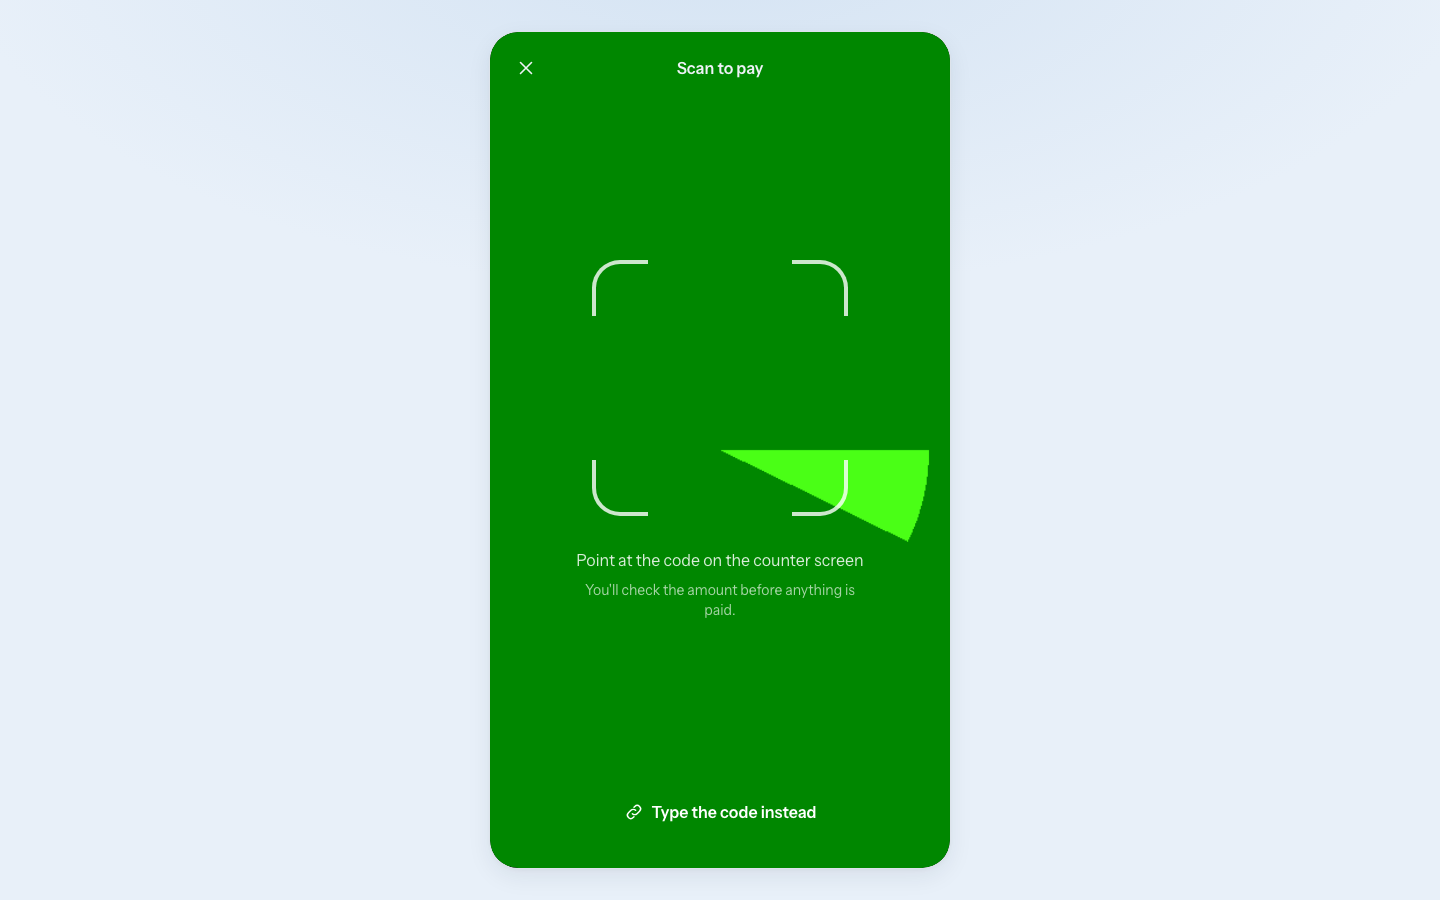 Scan to pay
Point at the code on the counter screen
You'll check the amount before anything is
paid.
Type the code instead